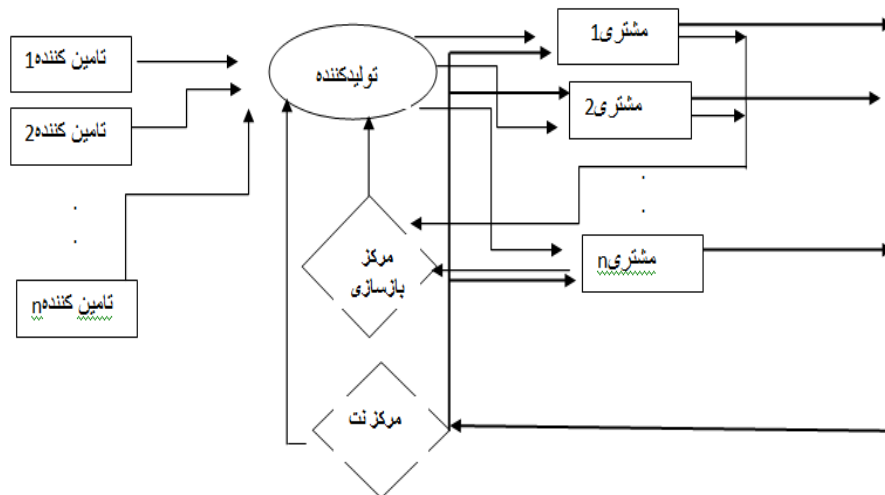 تامین کننده1
تامین کننده2
.
.
تامین کنندهn
تولیدکننده
مرکز
بازسازی
مرکز نت
مشتری1
مشتری2
.
.
مشتریn